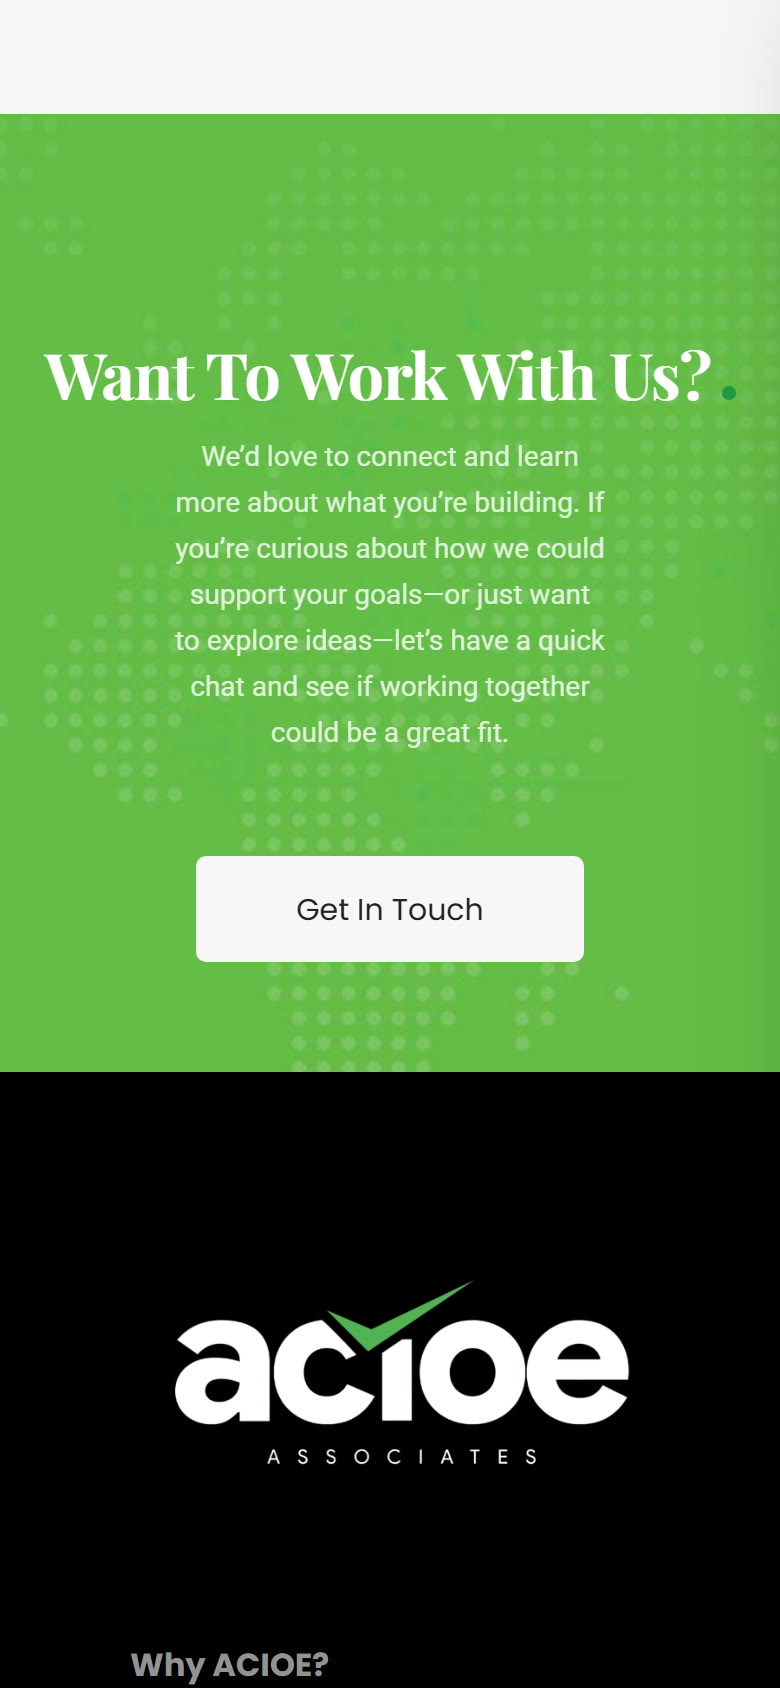 Want To Work With Us?.
We’d love to connect and learn
more about what you’re building. If
you’re curious about how we could
support your goals—or just want
to explore ideas—let’s have a quick
chat and see if working together
could be a great fit.
Get In Touch
acioe
ASSOCIATES
Why ACIOE?